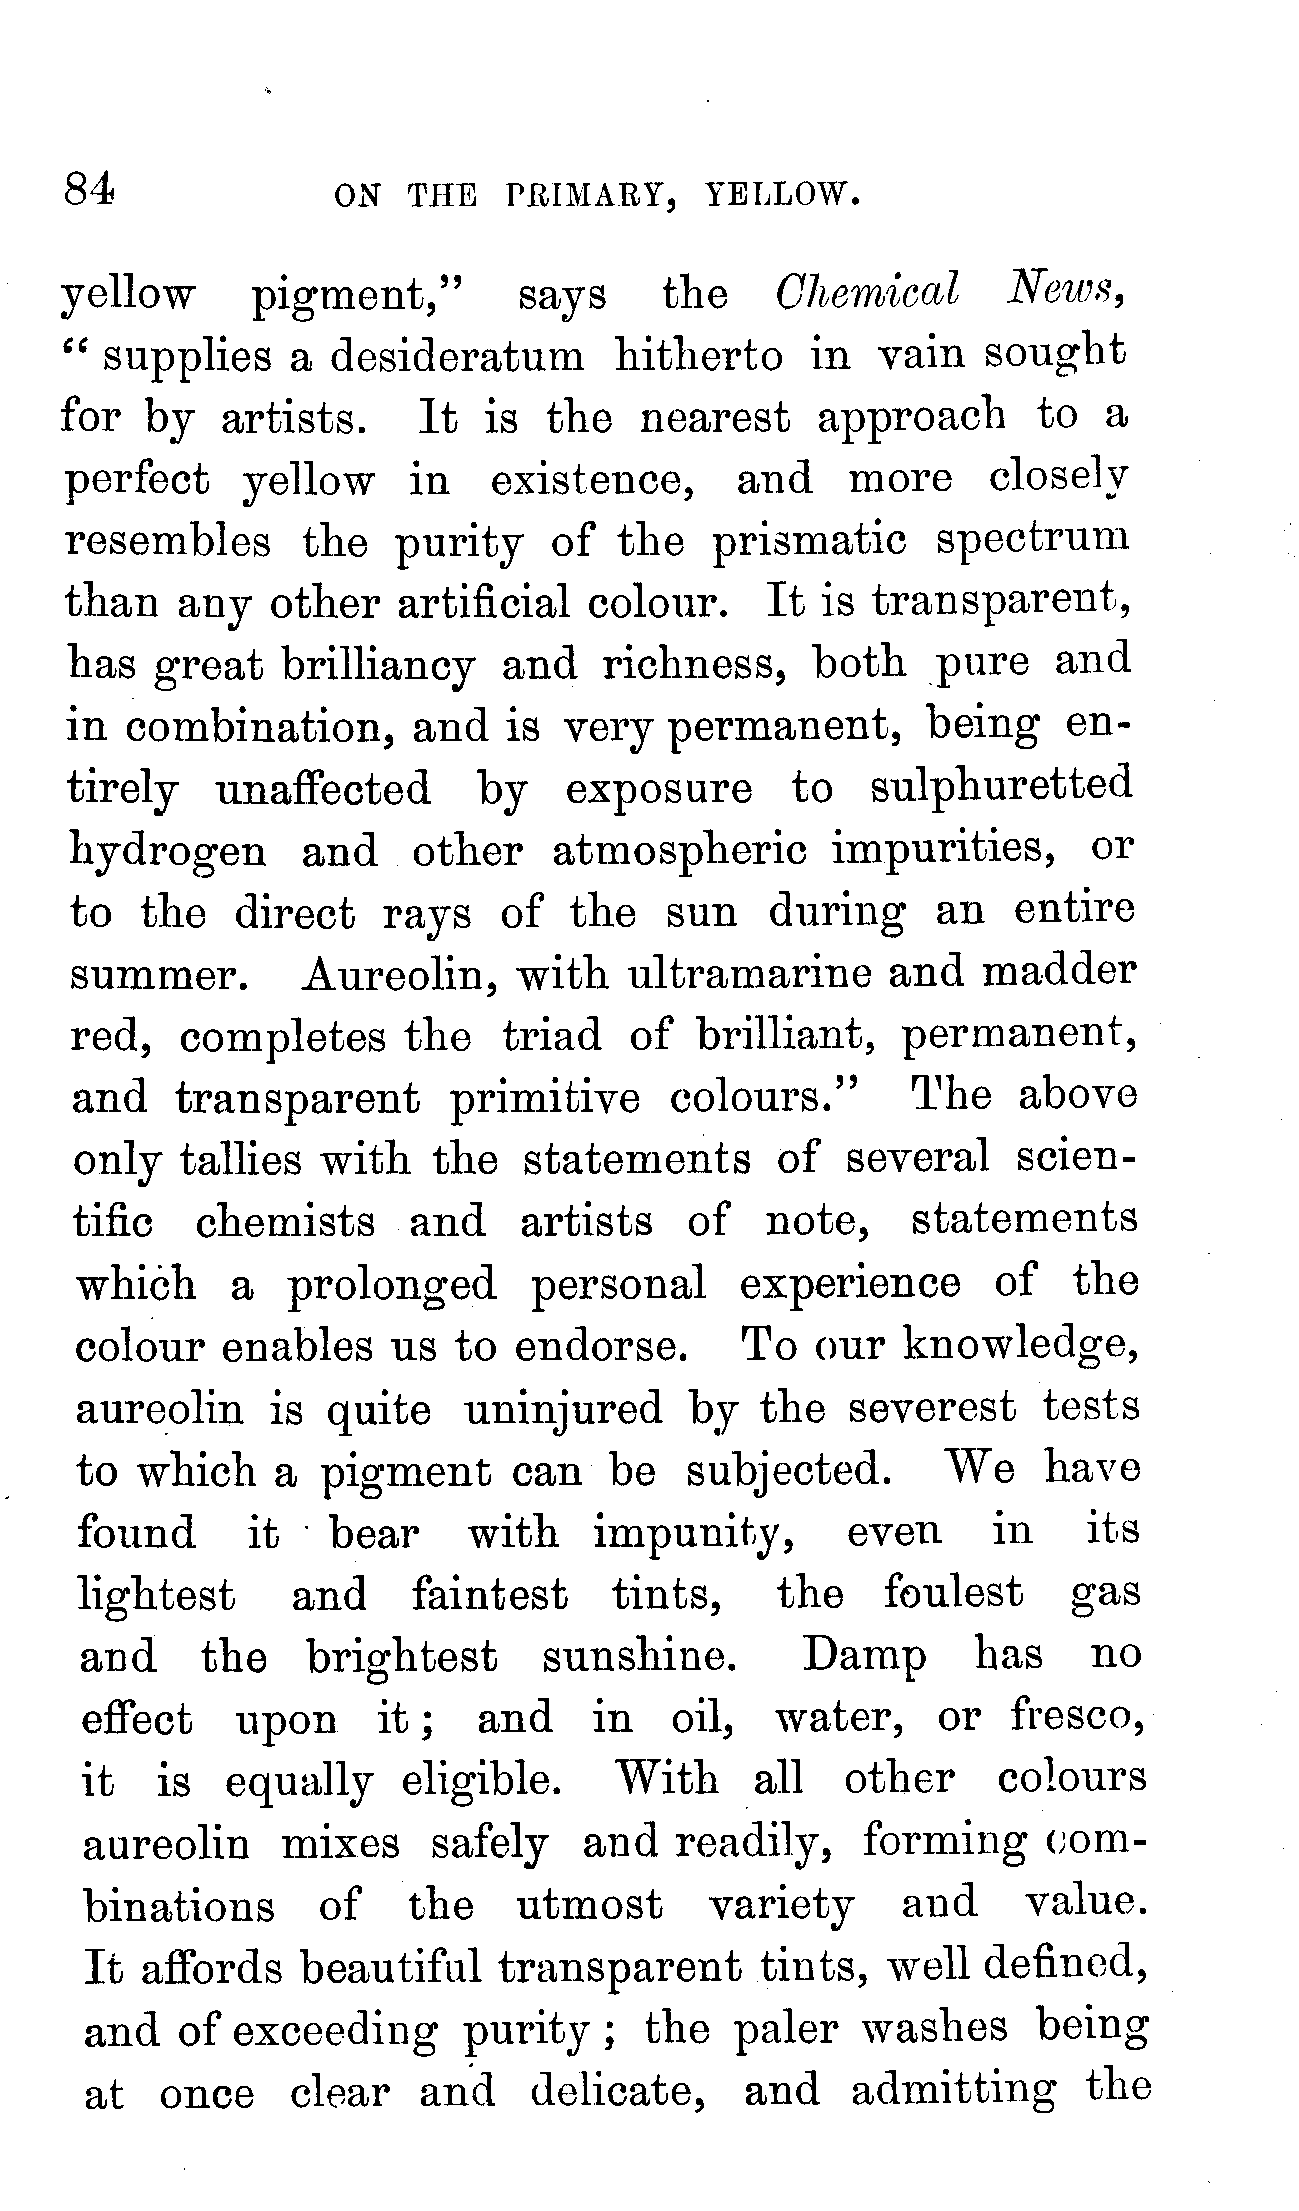 84 ON THE PRIMARY, YELLOW.
yellow pigment,” says the Chemical News,
“ supplies a desideratum hitherto in vain sought
for by artists. It is the nearest approach to a
perfect yellow in existence, and more closely
resembles the purity of the prismatic spectrum
than any other artificial colour. It is transparent,
has great brilliancy and richness, both pure and
in combination, and is very permanent, being en-
tirely unaffected by exposure to sulphuretted
hydrogen and other atmospheric impurities, or
to the direct rays of the sun during an entire
summer. Aureolin, with ultramarine and madder
red, completes the triad of brilliant, permanent,
and transparent primitive colours.” The above
only tallies with the statements of several scien-
tific chemists and artists of note, statements
which a prolonged personal experience of the
colour enables us to endorse. To our knowledge,
aureolin is quite uninjured by the severest tests
to which a pigment can be subjected. We have
found it bear with impunity, even in its
lightest and faintest tints, the foulest gas
and the brightest sunshine. Damp has no
effect upon it ; and in oil, water, or fresco,
it is equally eligible. With all other colours
aureolin mixes safely and readily, forming com-
binations of the utmost variety and value.
It affords beautiful transparent tints, well defined,
and of exceeding purity ; the paler washes being
at once clear and delicate, and admitting the